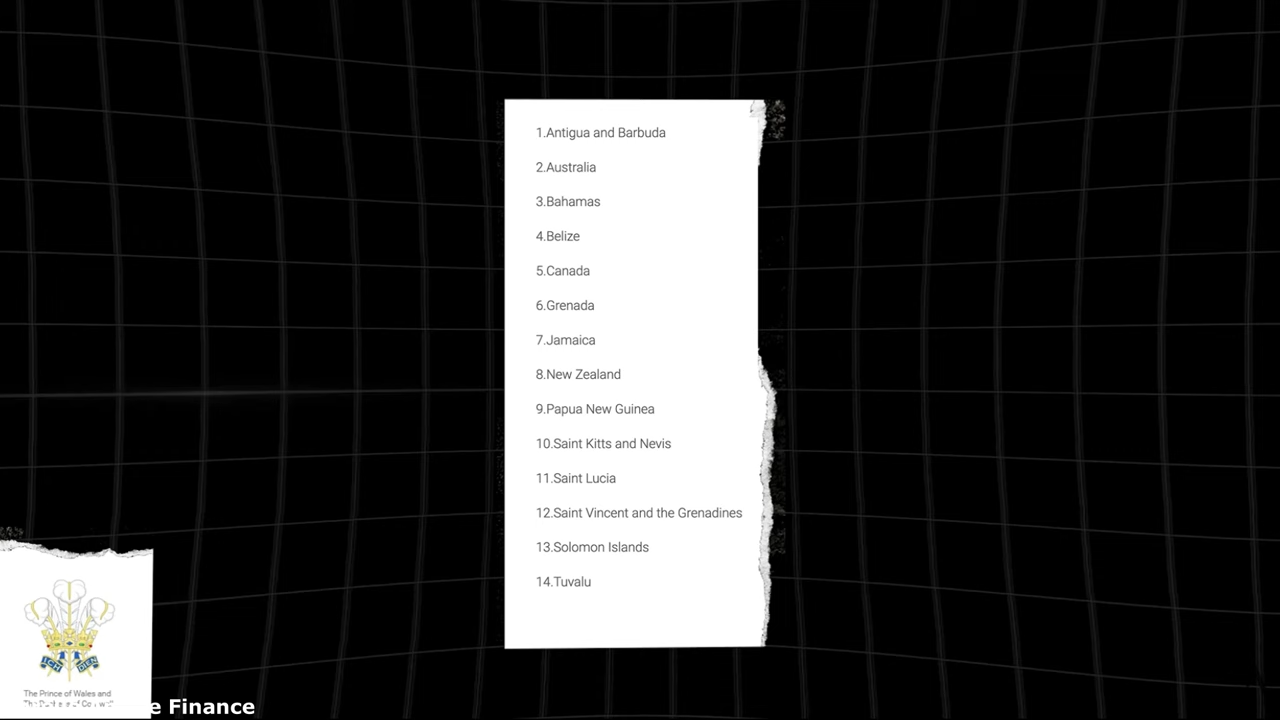 1.Antigua and Barbuda
2.Australia
3.Bahamas
4.Belize
5.Canada
6.Grenada
7.Jamaica
8.New Zealand
9.Papua New Guinea
10.Saint Kitts and Nevis
11.Saint Lucia
12.Saint Vincent and the Grenadines
13.Solomon Islands
14.Tuvalu
ICH DIEN
The Prince of Wales and
Finance